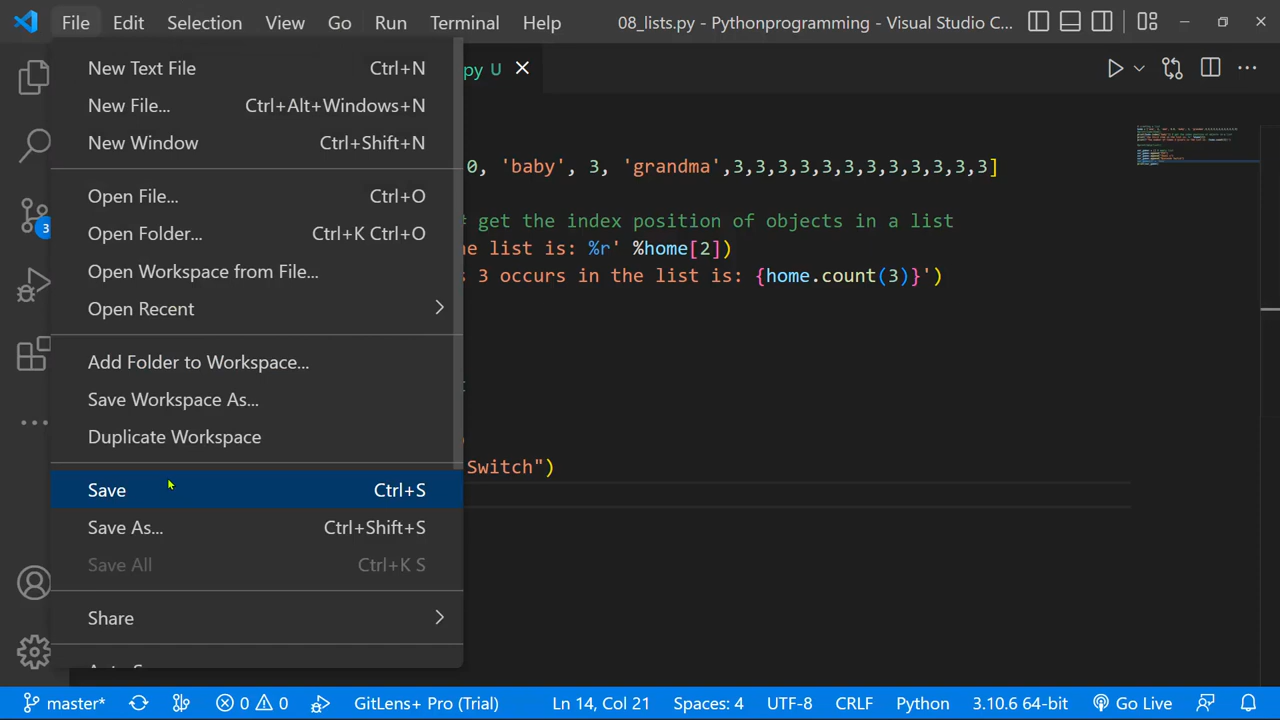 File Edit Selection View Go Run Terminal Help 08_lists.py - Pythonprogramming - Visual Studio C...
py U
New Text File Ctrl+N
New File... Ctrl+Alt+Windows+N
New Window Ctrl+Shift+N
0, 'baby', 3, 'grandma',3,3,3,3,3,3,3,3,3,3,3,3]
Open File... Ctrl+O
get the index position of objects in a list
3
Open Folder... Ctrl+K Ctrl+O
e list is: %r' %home[2])
Open Workspace from File...
3 occurs in the list is: {home.count(3)}')
Open Recent
Add Folder to Workspace...
Save Workspace As...
Duplicate Workspace
Switch")
Save Ctrl+S
Save As... Ctrl+Shift+S
Save All Ctrl+K S
Share
master* 0 0 GitLens+ Pro (Trial) Ln 14, Col 21 Spaces: 4 UTF-8 CRLF Python 3.10.6 64-bit Go Live